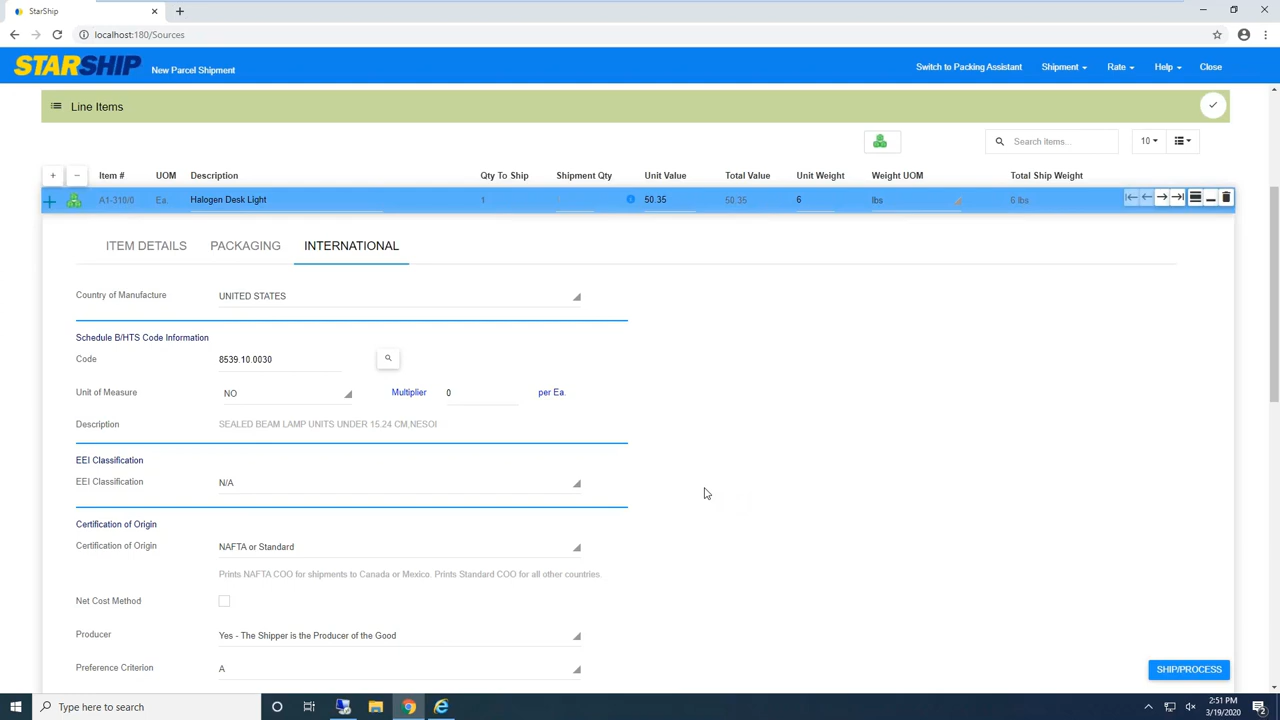 StarShip
localhost:180/Sources
STARSHIP New Parcel Shipment Switch to Packing Assistant Shipment Rate Help Close
Line Items
Search items... 10
Item # UOM Description Qty To Ship Shipment Qty Unit Value Total Value Unit Weight Weight UOM Total Ship Weight
A1-310/0 Ea. Halogen Desk Light 1 50.35 50.35 6 lbs 6 lbs
ITEM DETAILS PACKAGING INTERNATIONAL
Country of Manufacture UNITED STATES
Schedule B/HTS Code Information
Code 8539.10.0030
Unit of Measure NO Multiplier 0 per Ea.
Description SEALED BEAM LAMP UNITS UNDER 15.24 CM,NESOI
EEI Classification
EEI Classification N/A
Certification of Origin
Certification of Origin NAFTA or Standard
Prints NAFTA COO for shipments to Canada or Mexico. Prints Standard COO for all other countries.
Net Cost Method
Producer Yes - The Shipper is the Producer of the Good
Preference Criterion A
SHIP/PROCESS
Type here to search
2:51 PM
3/19/2020
2